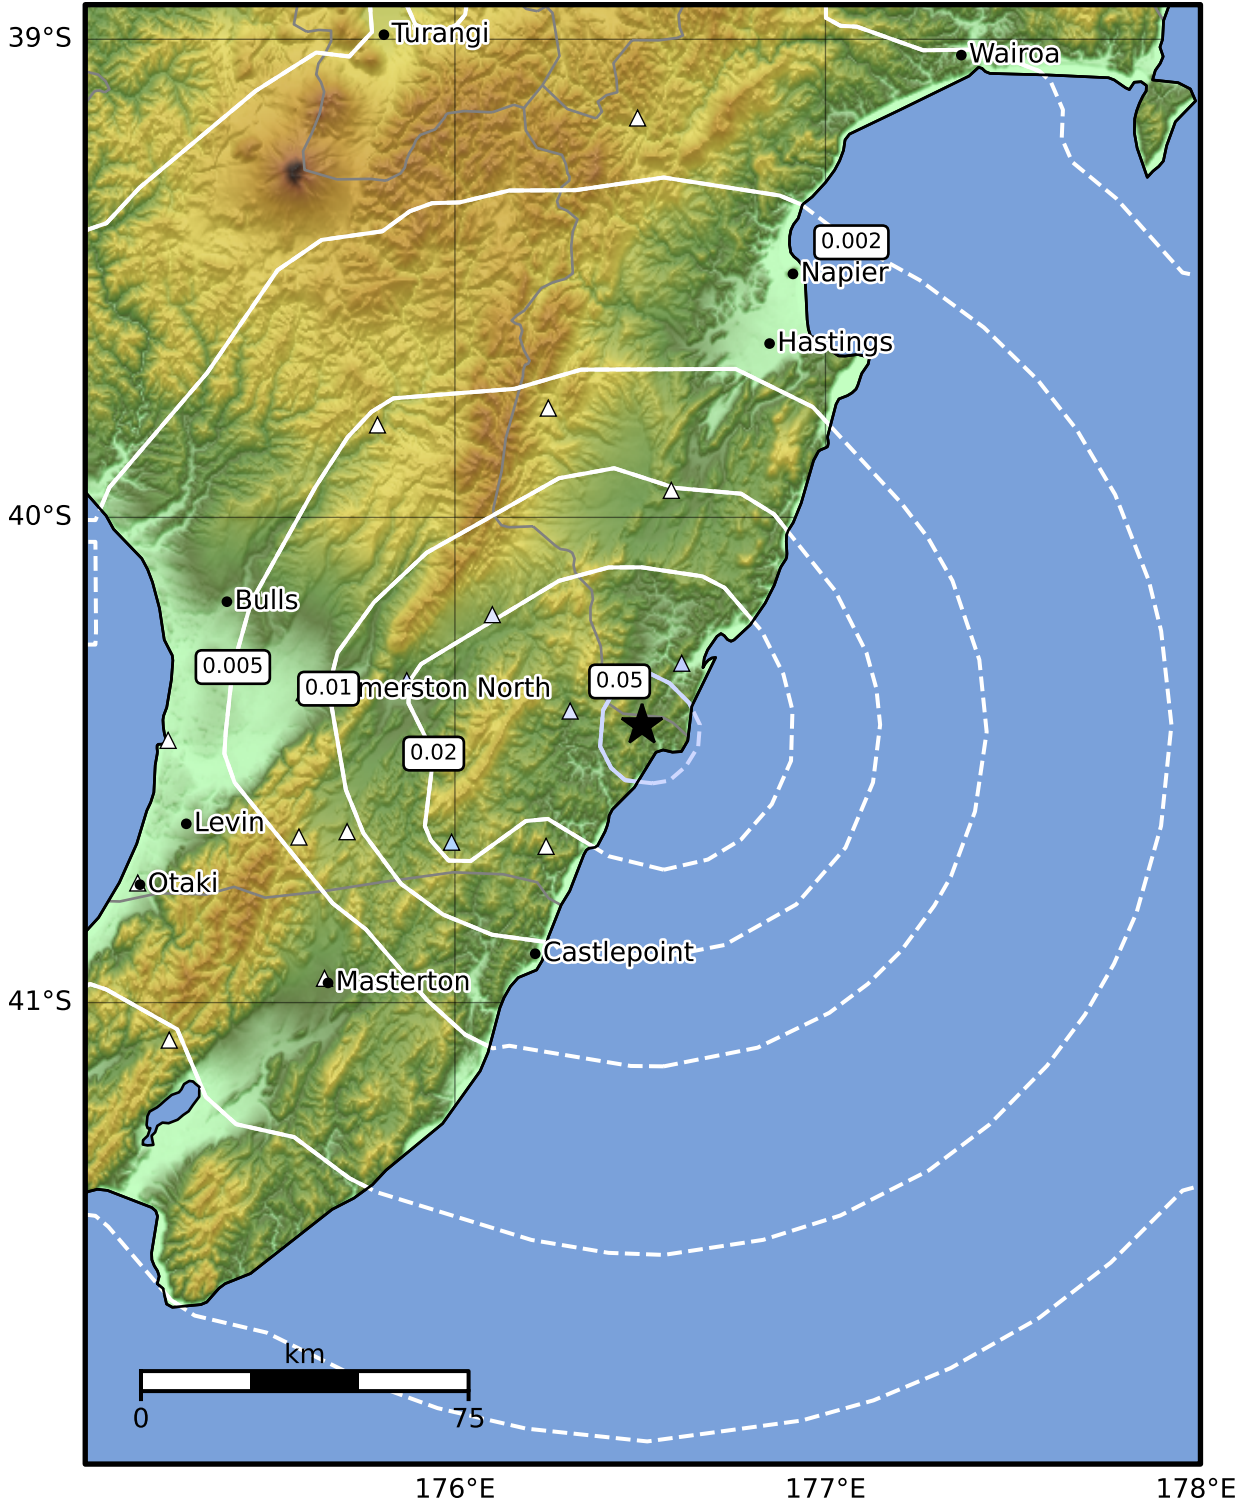 39°S
Turangi
Wairoa
0.002
Napier
Hastings
40°S
Bulls
0.005
0.01
merston North
0.05
0.02
Levin
Otaki
Castlepoint
Masterton
41°S
km
0
75
176°E
177°E
178°E